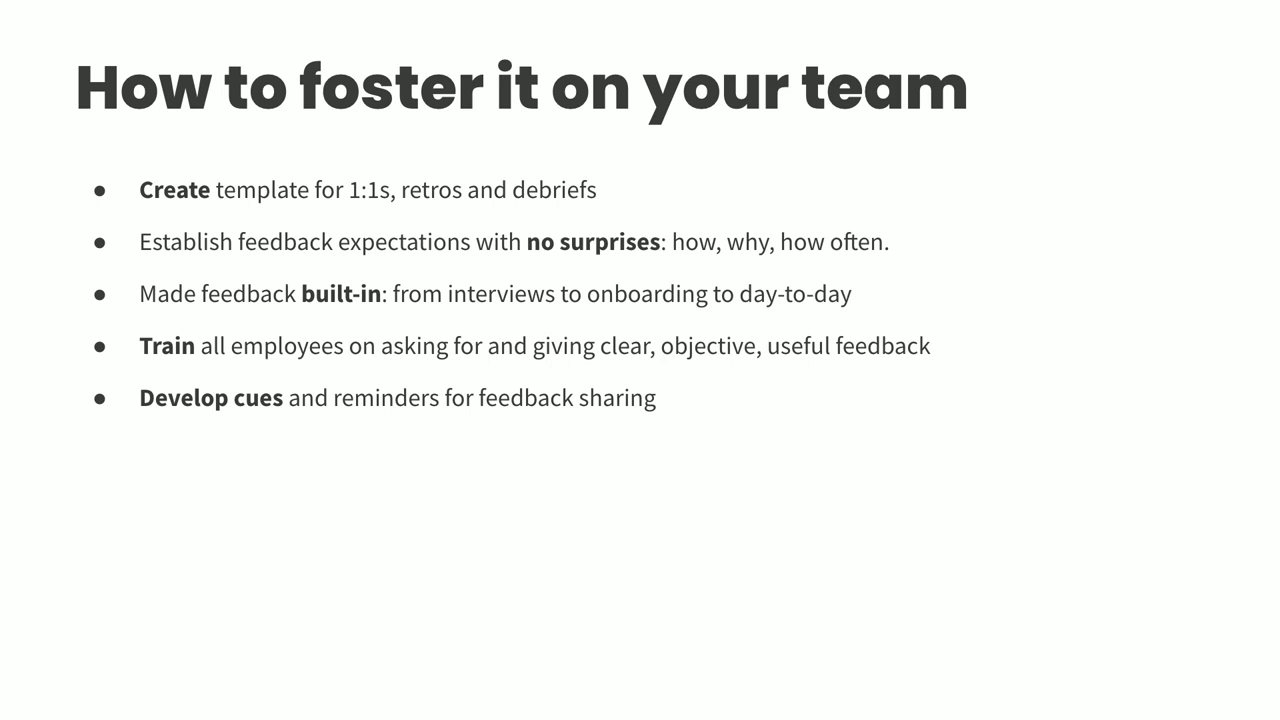 How to foster it on your team
● Create template for 1:1s, retros and debriefs
● Establish feedback expectations with no surprises: how, why, how often.
● Made feedback built-in: from interviews to onboarding to day-to-day
● Train all employees on asking for and giving clear, objective, useful feedback
● Develop cues and reminders for feedback sharing